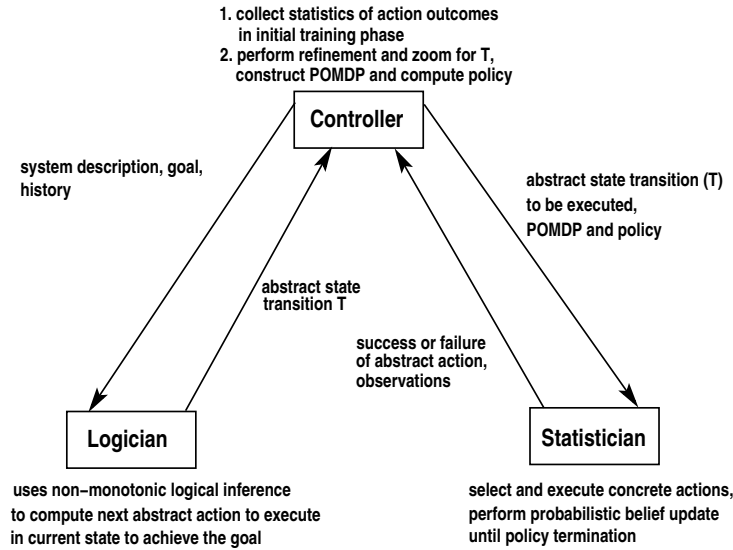 1. collect statistics of action outcomes
in initial training phase
2. perform refinement and zoom for T,
construct POMDP and compute policy
Controller
system description, goal,
history
abstract state transition (T)
to be executed,
POMDP and policy
abstract state
transition T
success or failure
of abstract action,
observations
Logician
Statistician
uses non−monotonic logical inference
to compute next abstract action to execute
in current state to achieve the goal
select and execute concrete actions,
perform probabilistic belief update
until policy termination